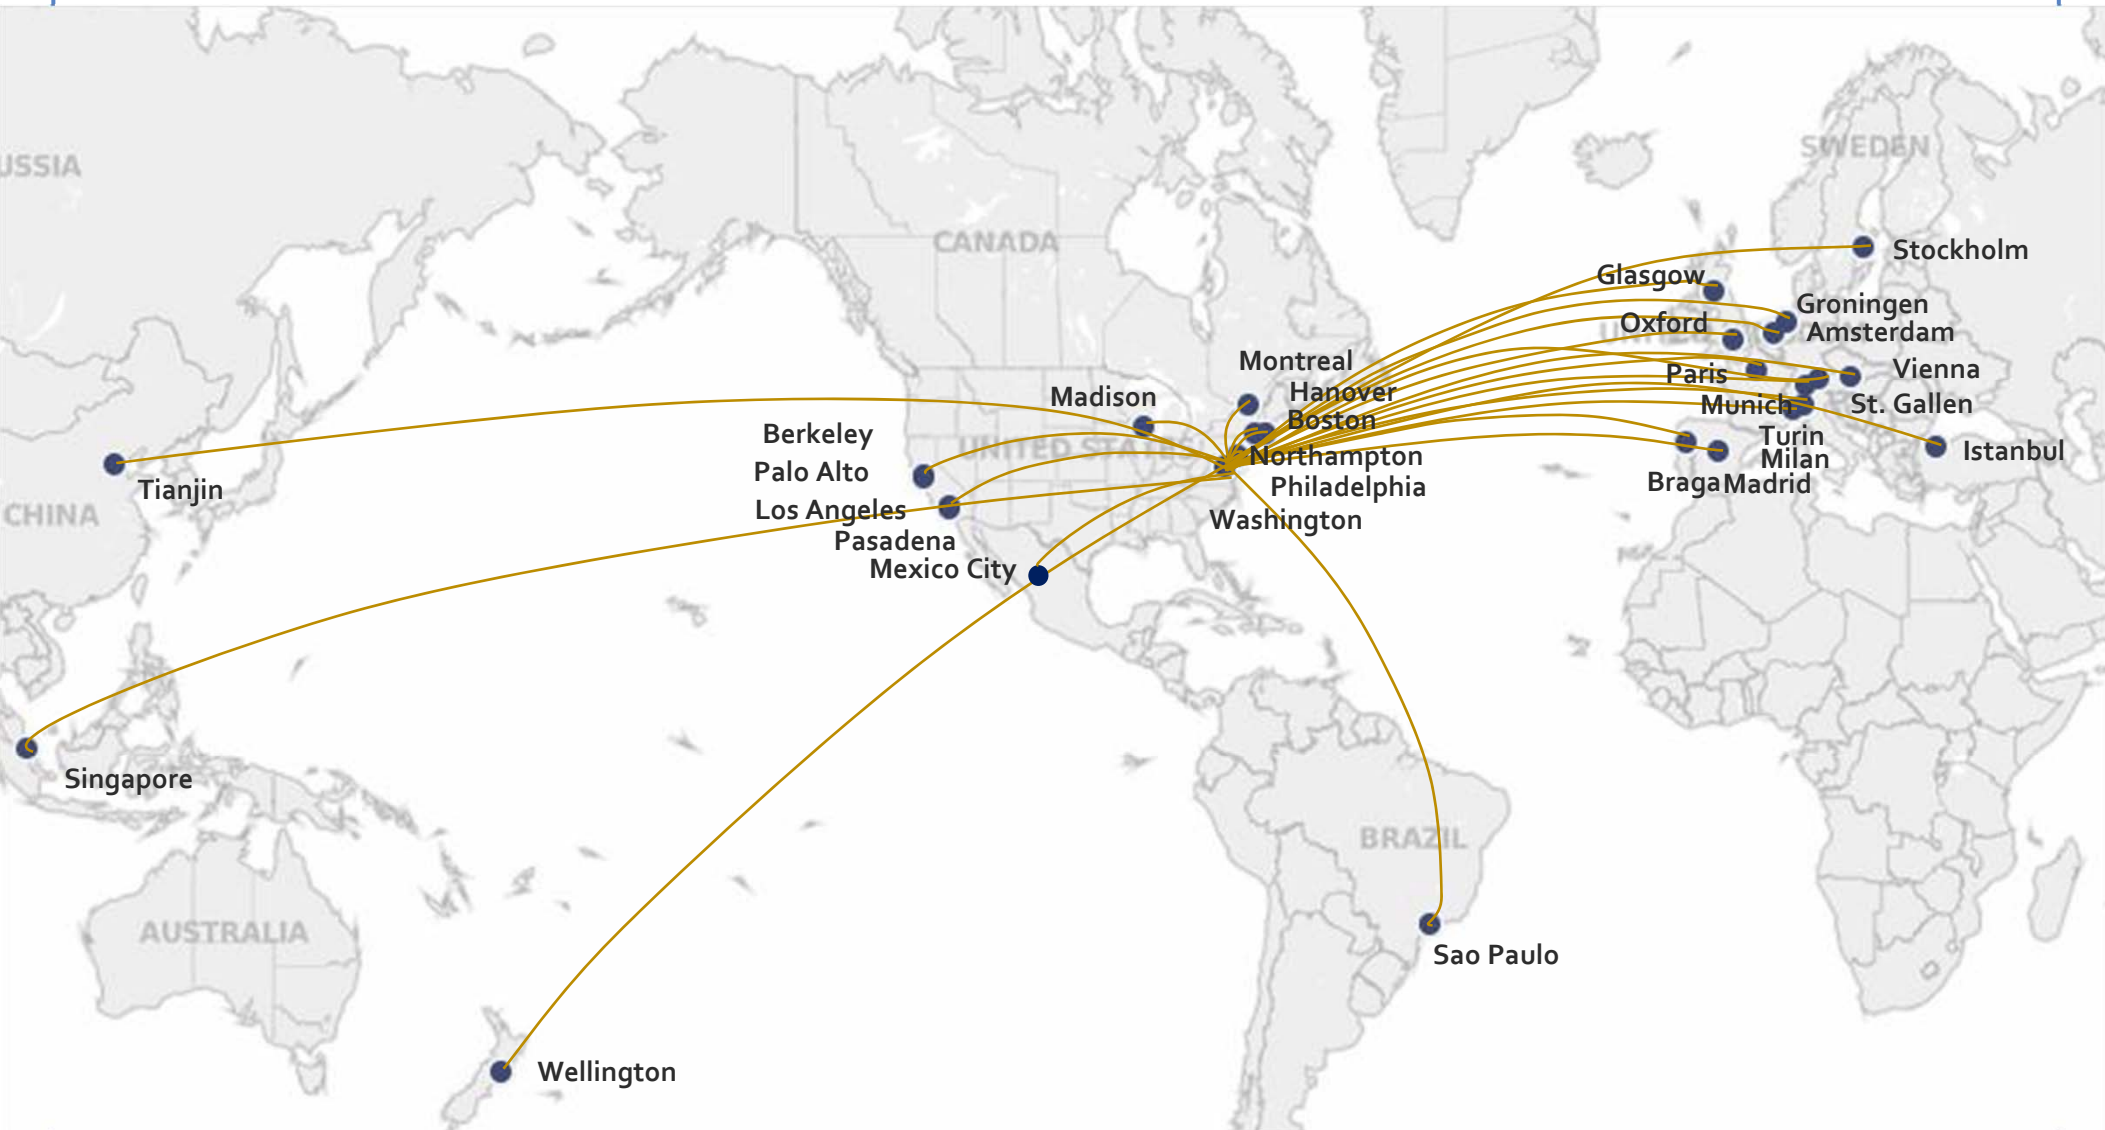 SWEDEN
USSIA
CANADA
Stockholm
Glasgow
Groningen
Oxford
Amsterdam
Montreal
Paris
Vienna
Madison
Hanover
Munich
St. Gallen
Boston
Berkeley
Turin
UNITED STATES
Northampton
Istanbul
Milan
Palo Alto
Braga
Madrid
Tianjin
Philadelphia
Los Angeles
CHINA
Washington
Pasadena
Mexico City
Singapore
BRAZIL
AUSTRALIA
Sao Paulo
Wellington